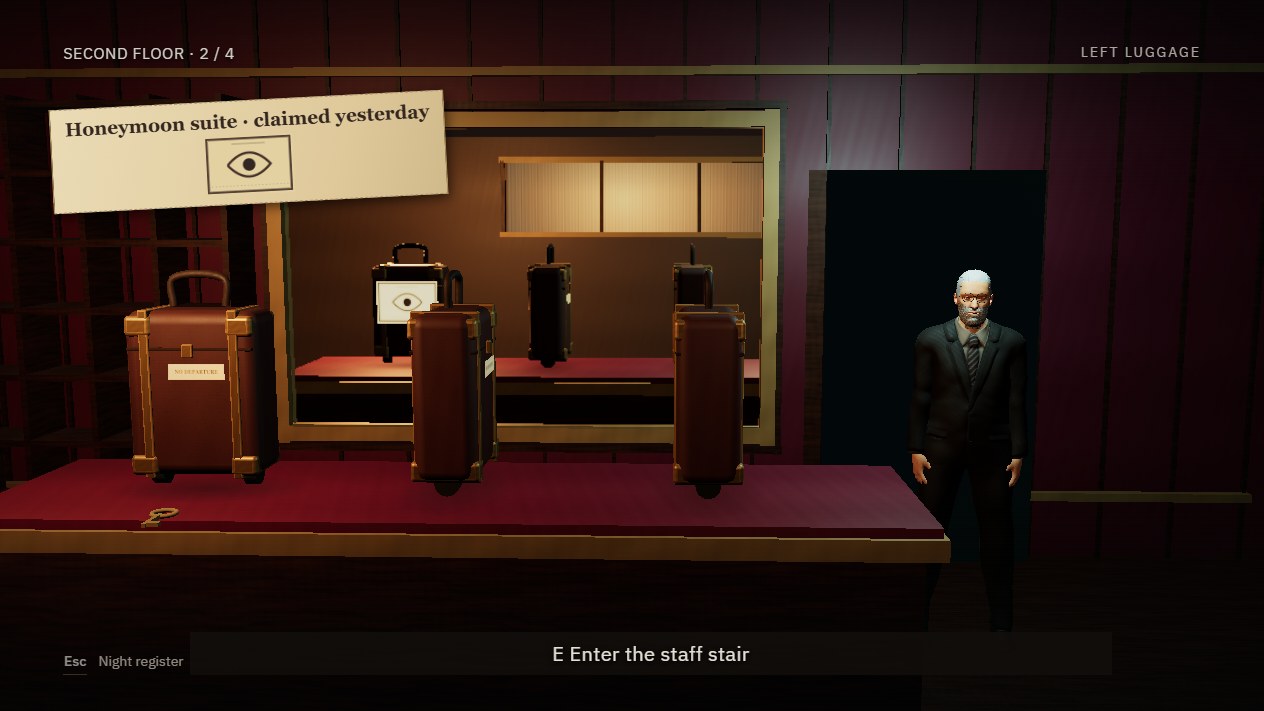 SECOND FLOOR · 2 / 4
LEFT LUGGAGE
Honeymoon suite · claimed yesterday
NO DEPARTURE
E Enter the staff stair
Esc Night register